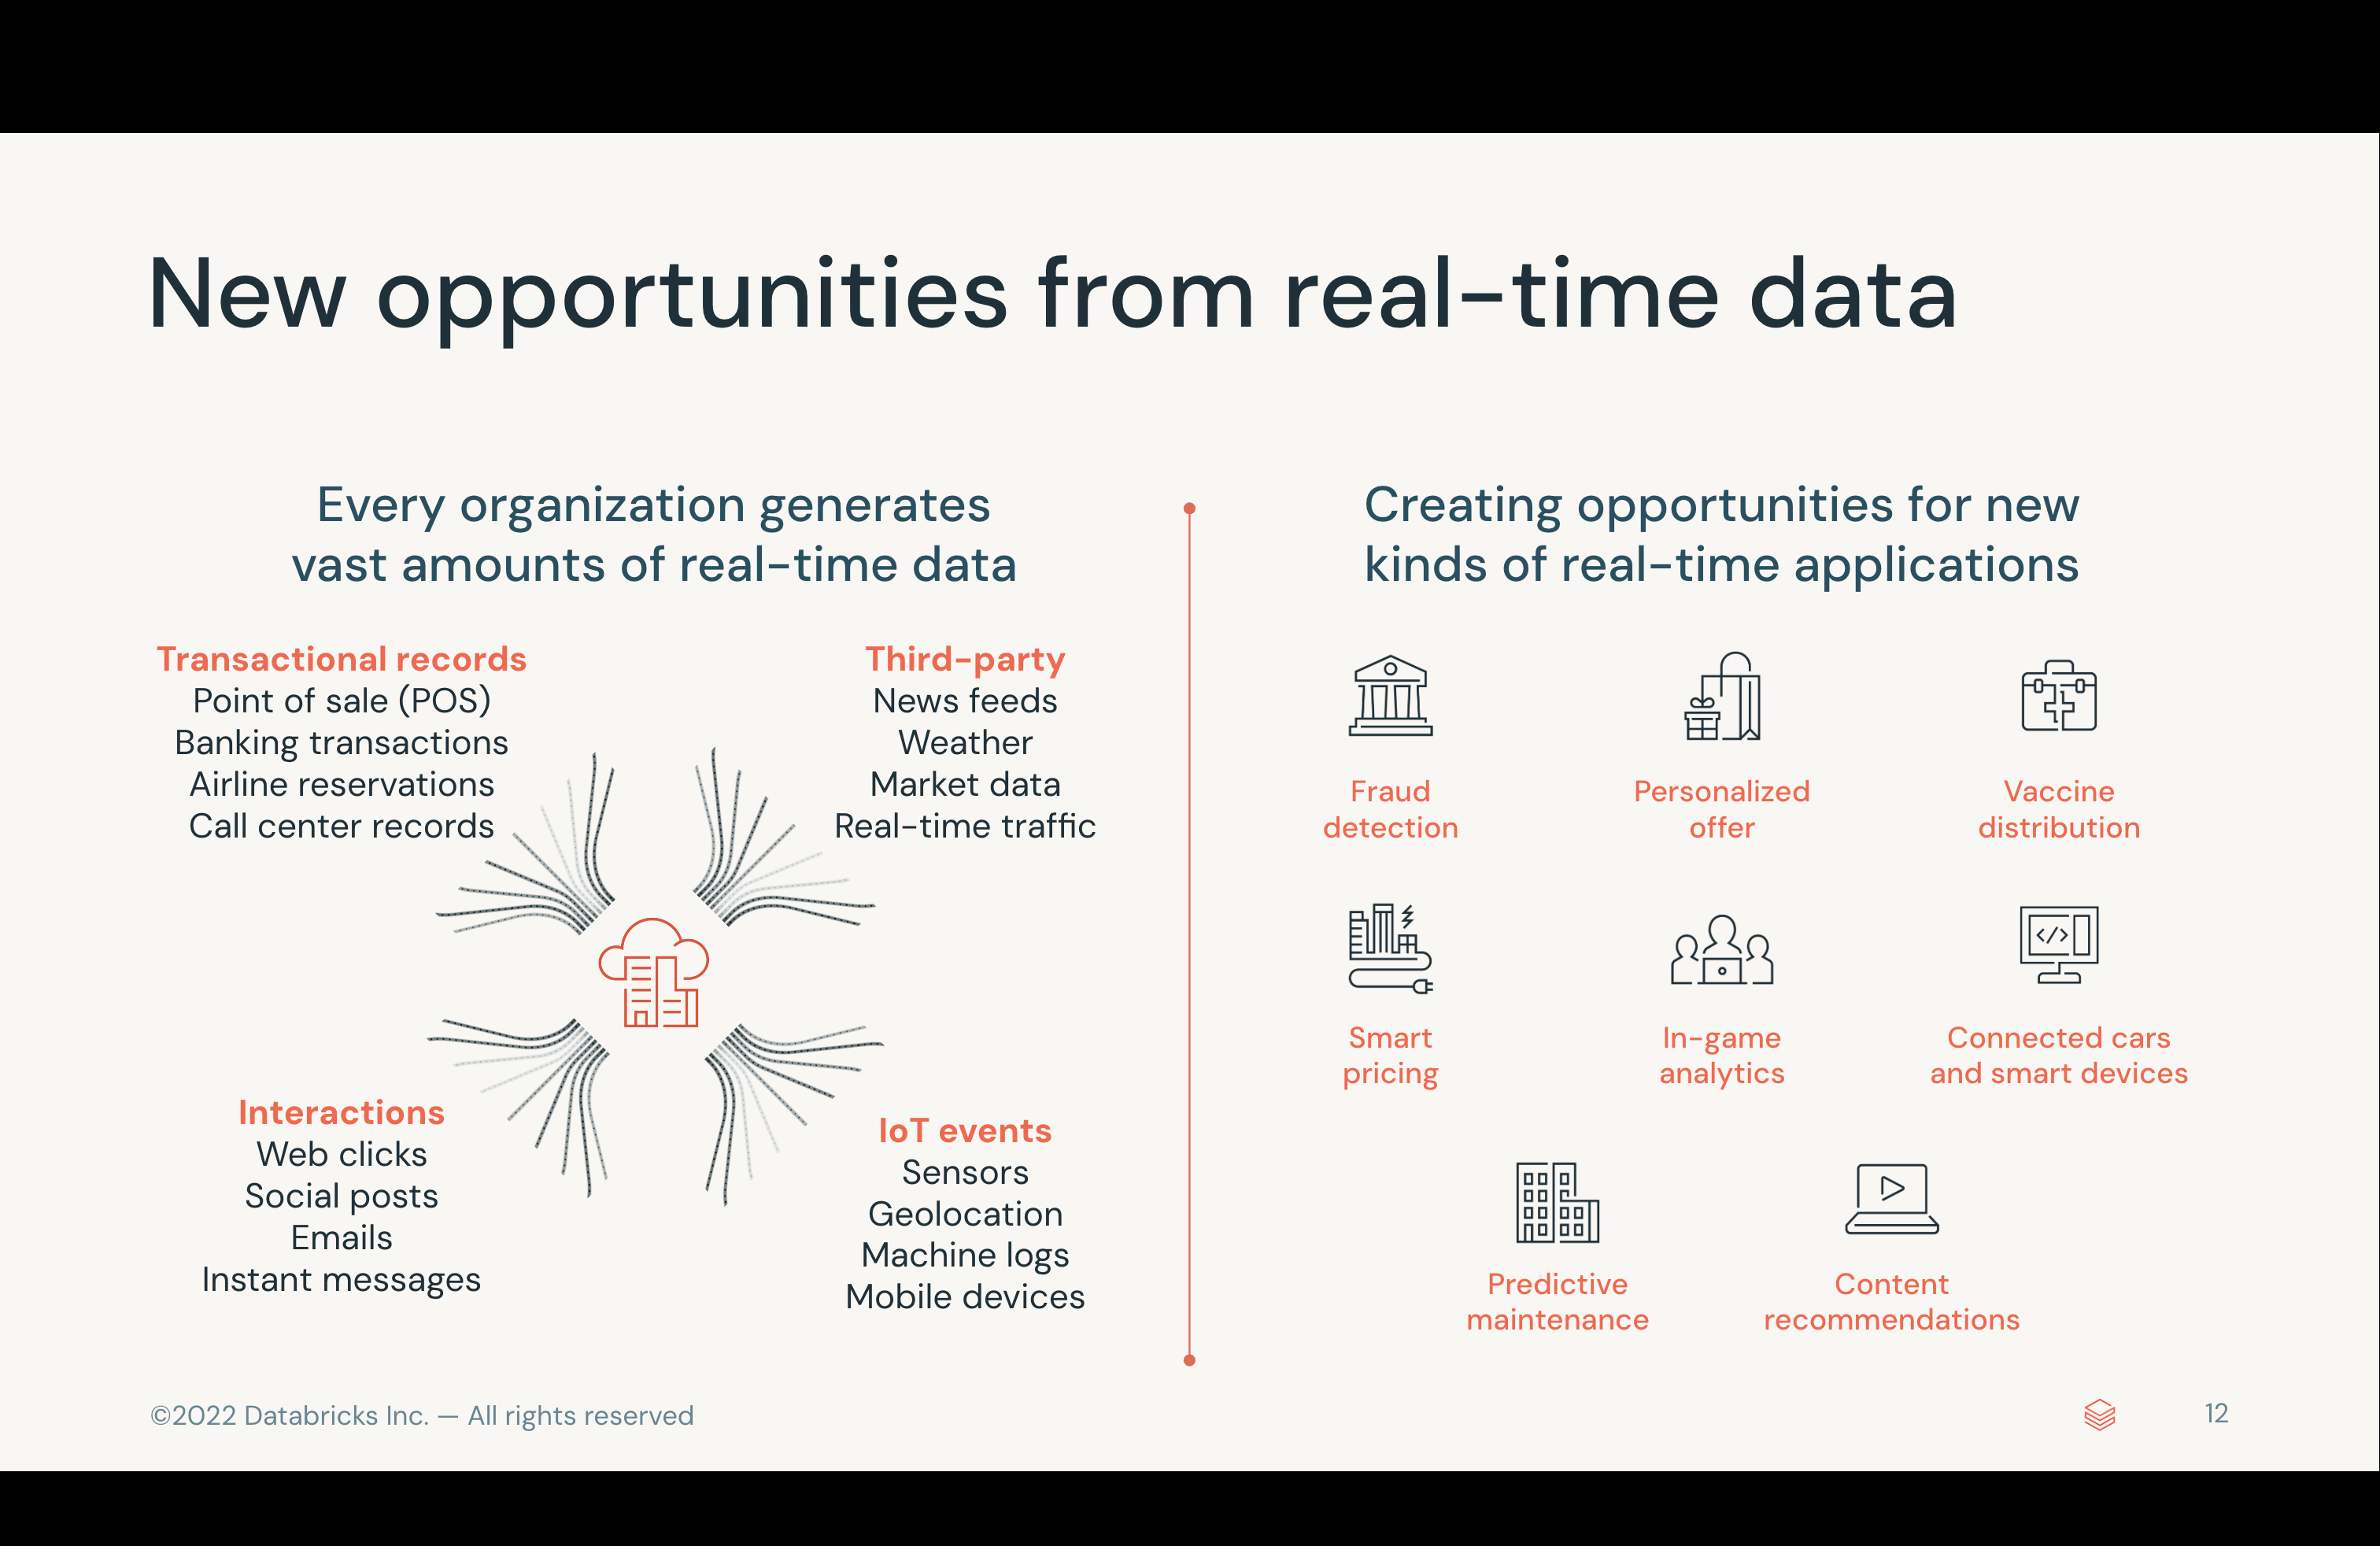 New opportunities from real-time data
Every organization generates
vast amounts of real-time data
Transactional records
Point of sale (POS)
Banking transactions
Airline reservations
Call center records
Third-party
News feeds
Weather
Market data
Real-time traffic
Interactions
Web clicks
Social posts
Emails
Instant messages
IoT events
Sensors
Geolocation
Machine logs
Mobile devices
Creating opportunities for new
kinds of real-time applications
Fraud
detection
Personalized
offer
Vaccine
distribution
Smart
pricing
In-game
analytics
Connected cars
and smart devices
Predictive
maintenance
Content
recommendations
©2022 Databricks Inc. — All rights reserved
12